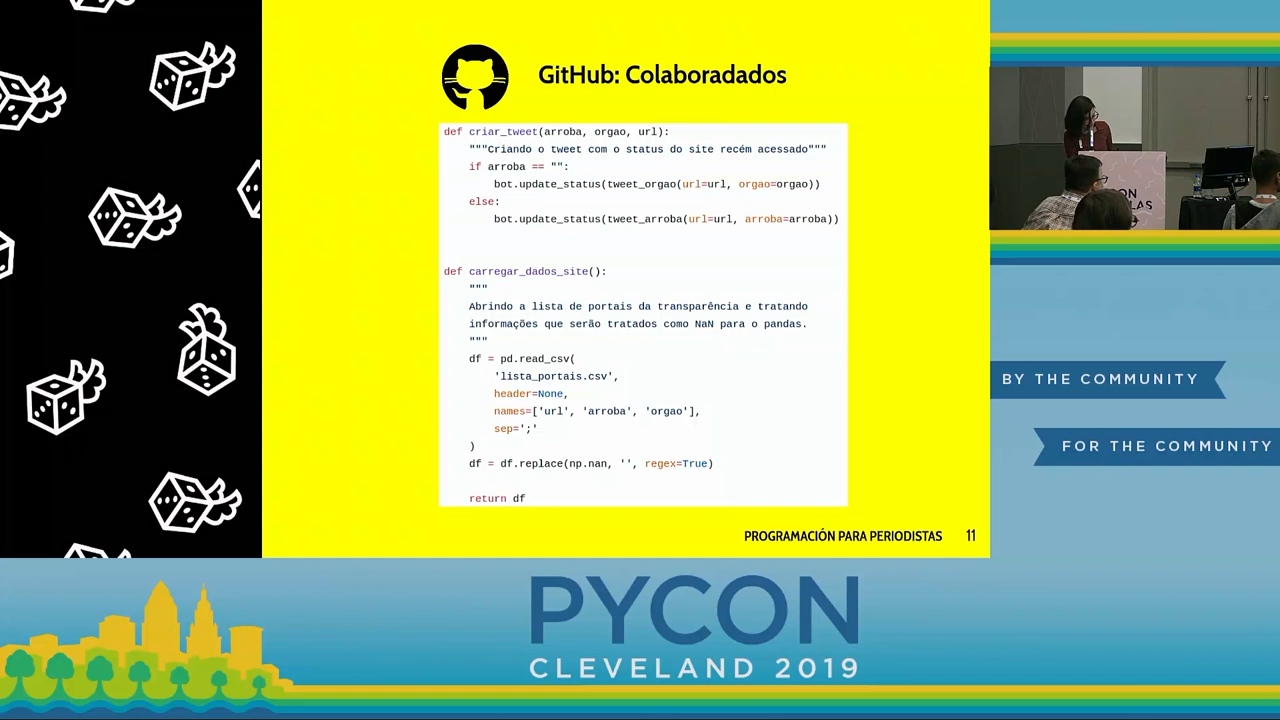 GitHub: Colaboradados
def criar_tweet(arroba, orgao, url):
    """Criando o tweet com o status do site recém acessado"""
    if arroba == "":
        bot.update_status(tweet_orgao(url=url, orgao=orgao))
    else:
        bot.update_status(tweet_arroba(url=url, arroba=arroba))
def carregar_dados_site():
    """
    Abrindo a lista de portais da transparência e tratando
    informações que serão tratados como NaN para o pandas.
    """
    df = pd.read_csv(
        'lista_portais.csv',
        header=None,
        names=['url', 'arroba', 'orgao'],
        sep=';'
    )
    df = df.replace(np.nan, '', regex=True)
    return df
PROGRAMACIÓN PARA PERIODISTAS 11
BY THE COMMUNITY
FOR THE COMMUNITY
PYCON
CLEVELAND 2019